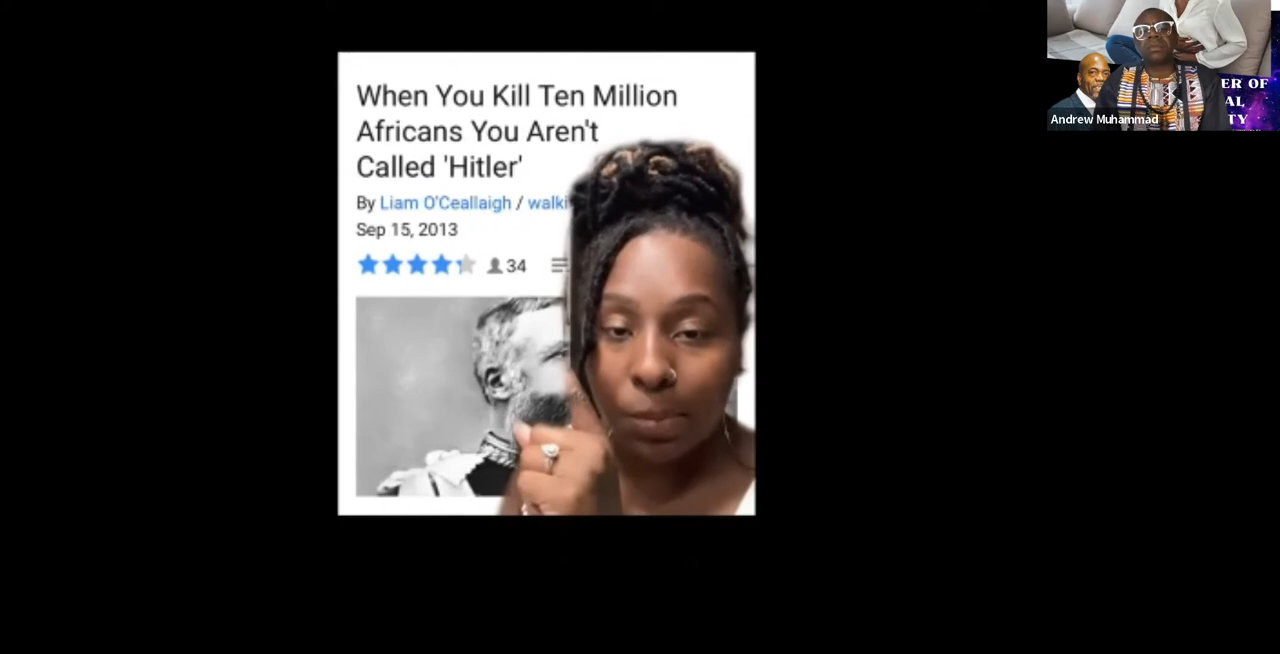 When You Kill Ten Million
Africans You Aren't
Called 'Hitler'
By Liam O'Ceallaigh / walki
Sep 15, 2013
34
ER OF
AL
TY
Andrew Muhammad